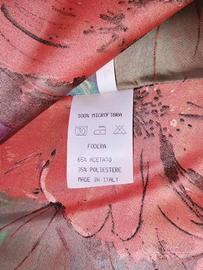 100% MICROFIBRA
FODERA
65% ACETATO
35% POLIESTERE
MADE IN ITALY